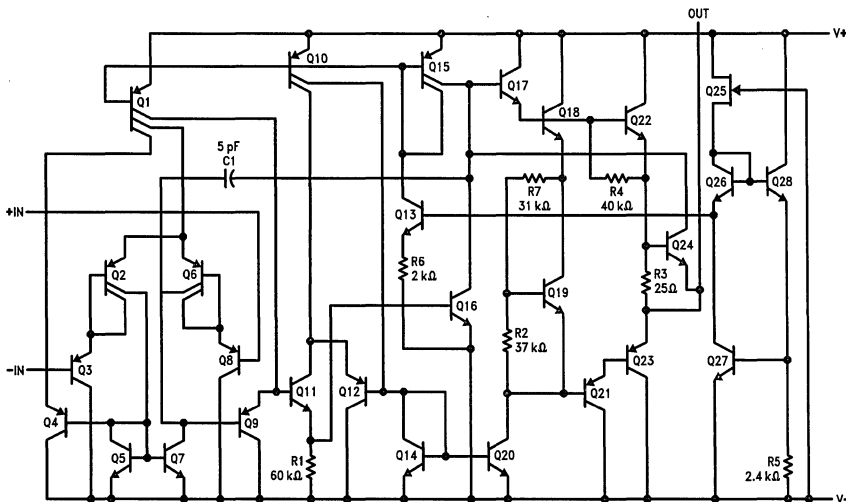 OUT
V+
Q10
Q15
Q1
Q17
Q18
Q22
Q25
5 pF
C1
R7
31 kΩ
R4
40 kΩ
Q26
Q28
+IN
Q13
Q24
Q2
Q6
R6
2 kΩ
R3
25Ω
Q16
Q19
R2
37 kΩ
-IN
Q3
Q8
Q23
Q27
Q11
Q12
Q21
Q4
Q9
Q5
Q7
Q14
Q20
R1
60 kΩ
R5
2.4 kΩ
V-